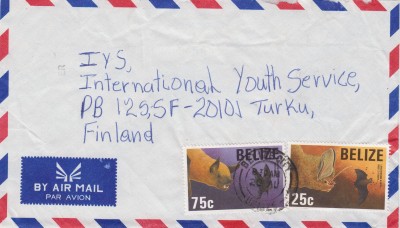 IYS,
International Youth Service,
PB 125, SF-20101 Turku,
Finland
BY AIR MAIL
PAR AVION
BELIZE
75c
BELIZE
25c